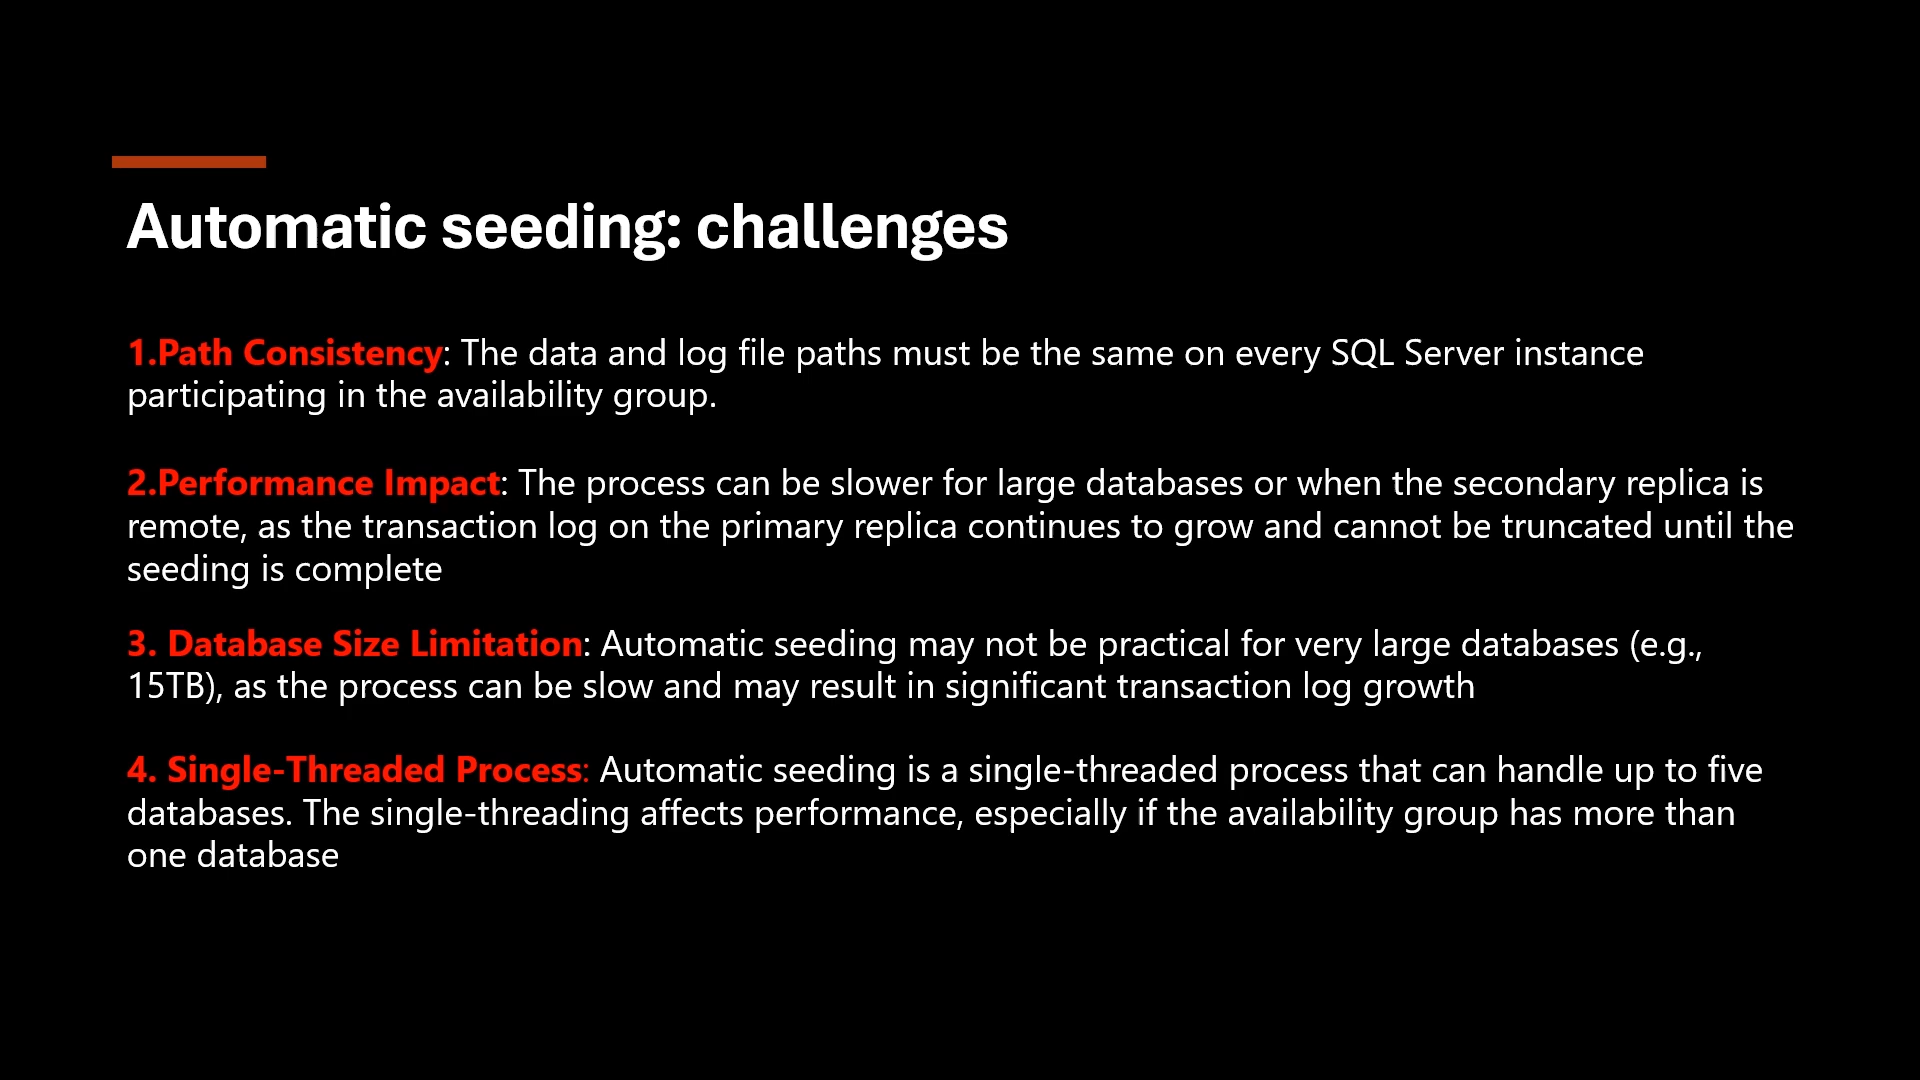 Automatic seeding: challenges
1.Path Consistency: The data and log file paths must be the same on every SQL Server instance
participating in the availability group.
2.Performance Impact: The process can be slower for large databases or when the secondary replica is
remote, as the transaction log on the primary replica continues to grow and cannot be truncated until the
seeding is complete
3. Database Size Limitation: Automatic seeding may not be practical for very large databases (e.g.,
15TB), as the process can be slow and may result in significant transaction log growth
4. Single-Threaded Process: Automatic seeding is a single-threaded process that can handle up to five
databases. The single-threading affects performance, especially if the availability group has more than
one database